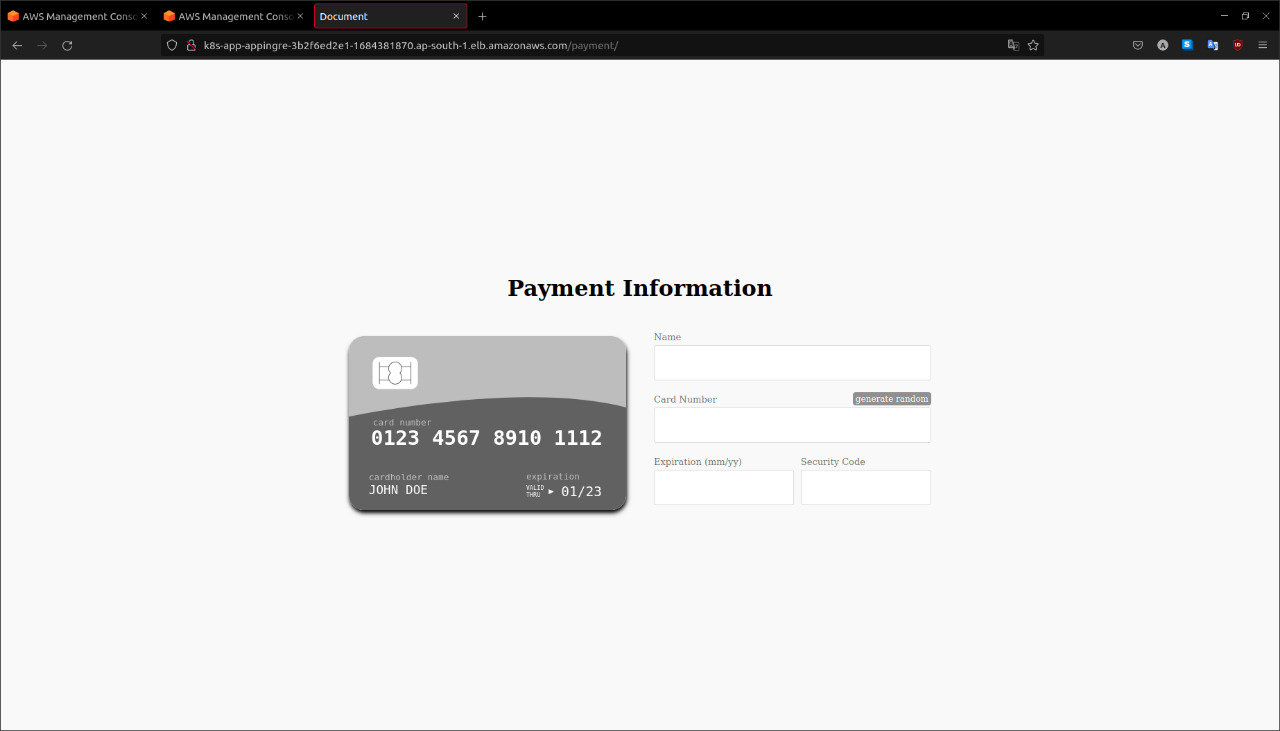 AWS Management Conso
AWS Management Conso
Document
k8s-app-appingre-3b2f6ed2e1-1684381870.ap-south-1.elb.amazonaws.com/payment/
Payment Information
card number
0123 4567 8910 1112
cardholder name
JOHN DOE
expiration
VALID
THRU
01/23
Name
Card Number
generate random
Expiration (mm/yy)
Security Code